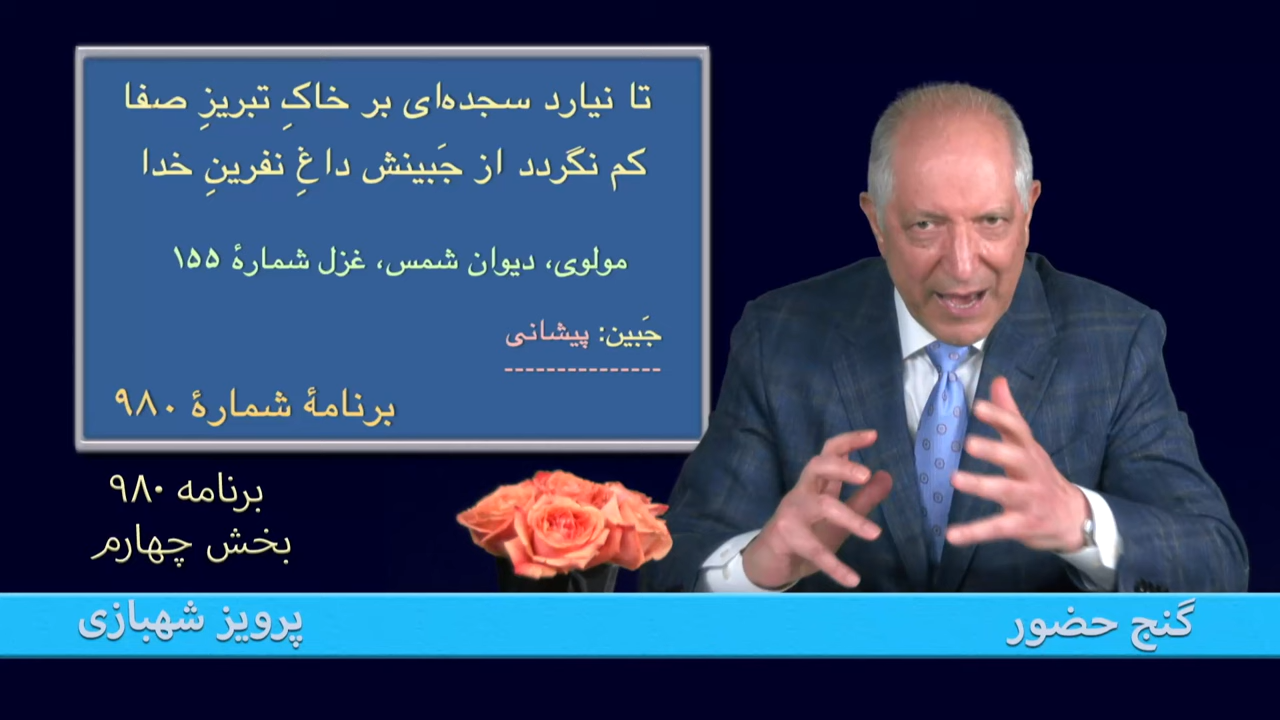 تا نیارد سجده‌ای بر خاکِ تبریزِ صفا
کم نگردد از جَبینش داغِ نفرینِ خدا
مولوی، دیوان شمس، غزل شمارهٔ ۱۵۵
جَبین: پیشانی
---------------
برنامهٔ شمارهٔ ۹۸۰
برنامه ۹۸۰
بخش چهارم
گنج حضور
پرویز شهبازی